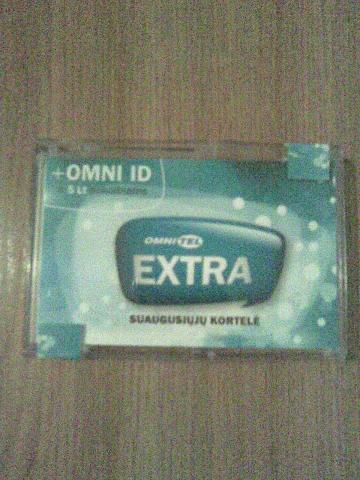 +OMNI ID
5 Lt
OMNITEL
EXTRA
SUAUGUSIŲJŲ KORTELĖ